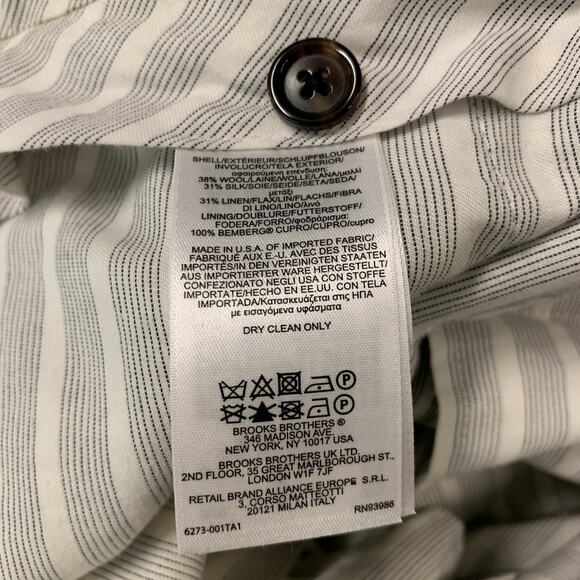 SHELL/EXTÉRIEUR/SCHLUPFBLOUSON/
INVOLUCRO/TELA EXTERIOR/
αφαιρούμενη επένδυση:
38% WOOL/LAINE/WOLLE/LANA/μαλλί
31% SILK/SOIE/SEIDE/SETA/SEDA/
μετάξι
31% LINEN/FLAX/LIN/FLACHS/FIBRA
DI LINO/LINO/λινό
LINING/DOUBLURE/FUTTERSTOFF/
FODERA/FORRO/φοδράρισμα:
100% BEMBERG® CUPRO/CUPRO/cupro
MADE IN U.S.A. OF IMPORTED FABRIC/
FABRIQUÉ AUX E.-U. AVEC DES TISSUS
IMPORTÉS/IN DEN VEREINIGTEN STAATEN
AUS IMPORTIERTER WARE HERGESTELLT/
CONFEZIONATO NEGLI USA CON STOFFE
IMPORTATE/HECHO EN EE.UU. CON TELA
IMPORTADA/Κατασκευάζεται στις ΗΠΑ
με εισαγόμενα υφάσματα
DRY CLEAN ONLY
P
P
BROOKS BROTHERS ®
346 MADISON AVE.
NEW YORK, NY 10017 USA
BROOKS BROTHERS UK LTD.
2ND FLOOR, 35 GREAT MARLBOROUGH ST.,
LONDON W1F 7JF
RETAIL BRAND ALLIANCE EUROPE S.R.L.
3, CORSO MATTEOTTI
20121 MILAN ITALY
RN93986
6273-001TA1